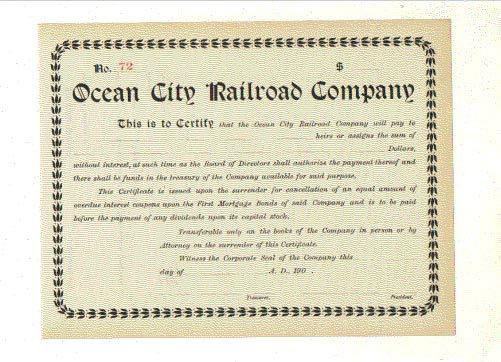 No. 72 $
Ocean City Railroad Company
This is to Certify that the Ocean City Railroad Company will pay to
heirs or assigns the sum of
Dollars,
without interest, at such time as the Board of Directors shall authorize the payment thereof and
there shall be funds in the treasury of the Company available for said purpose.
This Certificate is issued upon the surrender for cancellation of an equal amount of
overdue interest coupons upon the First Mortgage Bonds of said Company and is to be paid
before the payment of any dividends upon its capital stock.
Transferable only on the books of the Company in person or by
Attorney on the surrender of this Certificate.
Witness the Corporate Seal of the Company this
day of A. D., 190 .
Treasurer. President.